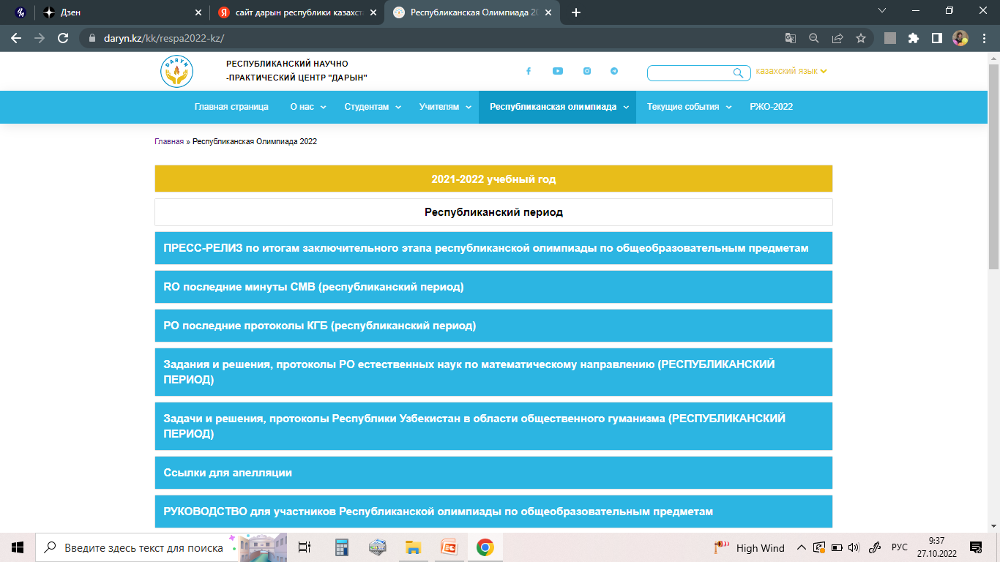 Дзен
сайт дарын республики казахст
Республиканская Олимпиада 20
daryn.kz/kk/respa2022-kz/
DARYN
РЕСПУБЛИКАНСКИЙ НАУЧНО
-ПРАКТИЧЕСКИЙ ЦЕНТР "ДАРЫН"
казахский язык
Главная страница О нас Студентам Учителям Республиканская олимпиада Текущие события РЖО-2022
Главная » Республиканская Олимпиада 2022
2021-2022 учебный год
Республиканский период
ПРЕСС-РЕЛИЗ по итогам заключительного этапа республиканской олимпиады по общеобразовательным предметам
RO последние минуты СМВ (республиканский период)
РО последние протоколы КГБ (республиканский период)
Задания и решения, протоколы РО естественных наук по математическому направлению (РЕСПУБЛИКАНСКИЙ
ПЕРИОД)
Задачи и решения, протоколы Республики Узбекистан в области общественного гуманизма (РЕСПУБЛИКАНСКИЙ
ПЕРИОД)
Ссылки для апелляции
РУКОВОДСТВО для участников Республиканской олимпиады по общеобразовательным предметам
Введите здесь текст для поиска
High Wind
РУС
9:37
27.10.2022